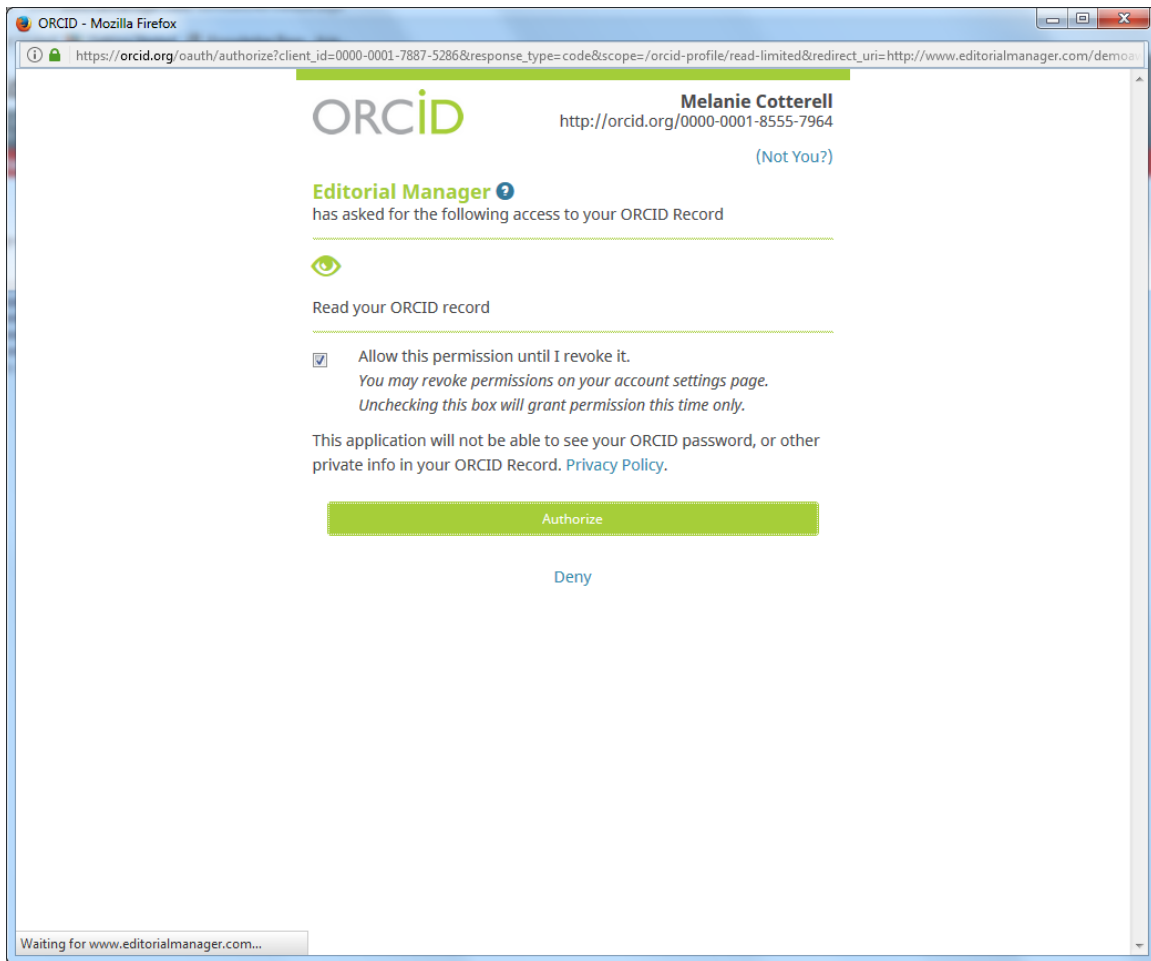 ORCID - Mozilla Firefox
https://orcid.org/oauth/authorize?client_id=0000-0001-7887-5286&response_type=code&scope=/orcid-profile/read-limited&redirect_uri=http://www.editorialmanager.com/demoa
ORCiD
Melanie Cotterell
http://orcid.org/0000-0001-8555-7964
(Not You?)
Editorial Manager ?
has asked for the following access to your ORCID Record
Read your ORCID record
Allow this permission until I revoke it.
You may revoke permissions on your account settings page.
Unchecking this box will grant permission this time only.
This application will not be able to see your ORCID password, or other
private info in your ORCID Record. Privacy Policy.
Authorize
Deny
Waiting for www.editorialmanager.com...